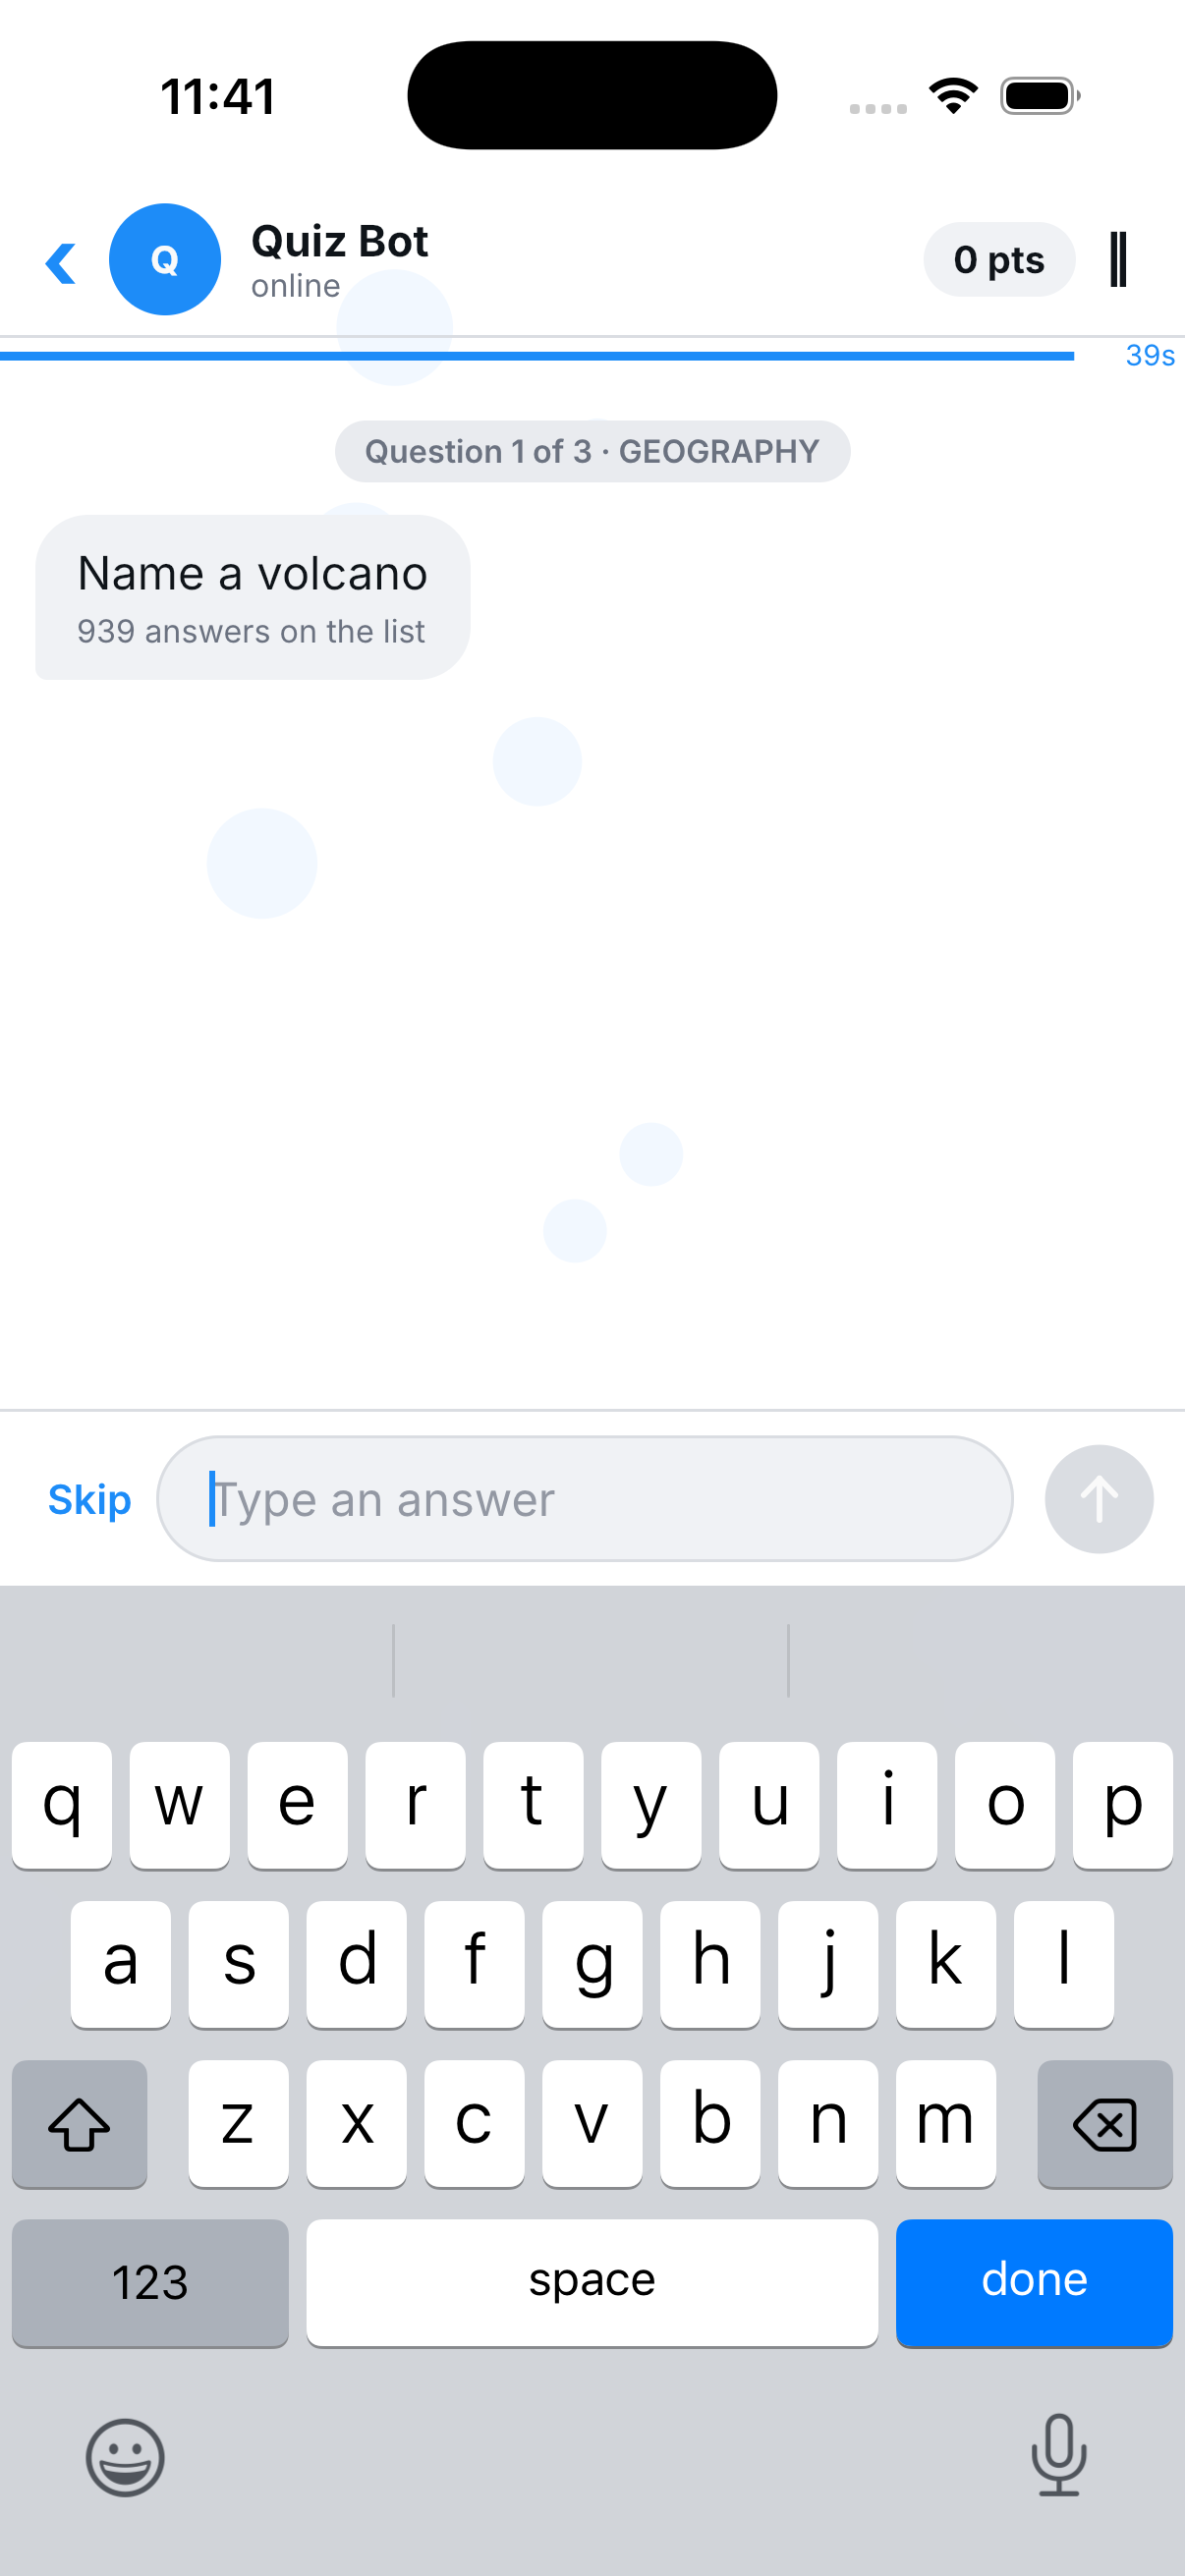 11:41
Q
Quiz Bot
online
0 pts
39s
Question 1 of 3 · GEOGRAPHY
Name a volcano
939 answers on the list
Skip
Type an answer
q w e r t y u i o p
a s d f g h j k l
z x c v b n m
123 space done